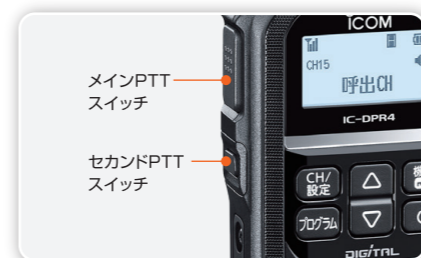 メインPTT
スイッチ
セカンドPTT
スイッチ
ICOM
CH15
呼出CH
IC-DPR4
CH/
設定
プログラム
DIGITAL